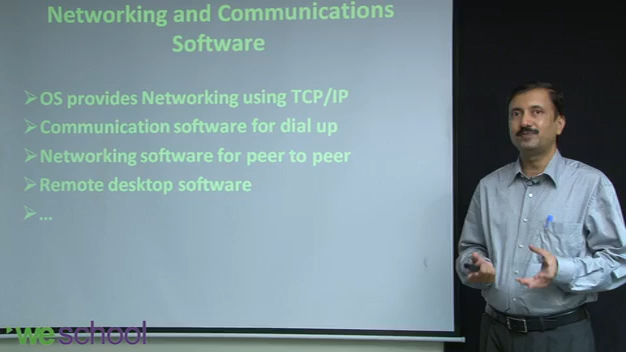 Networking and Communications
Software
OS provides Networking using TCP/IP
Communication software for dial up
Networking software for peer to peer
Remote desktop software
...
weschool